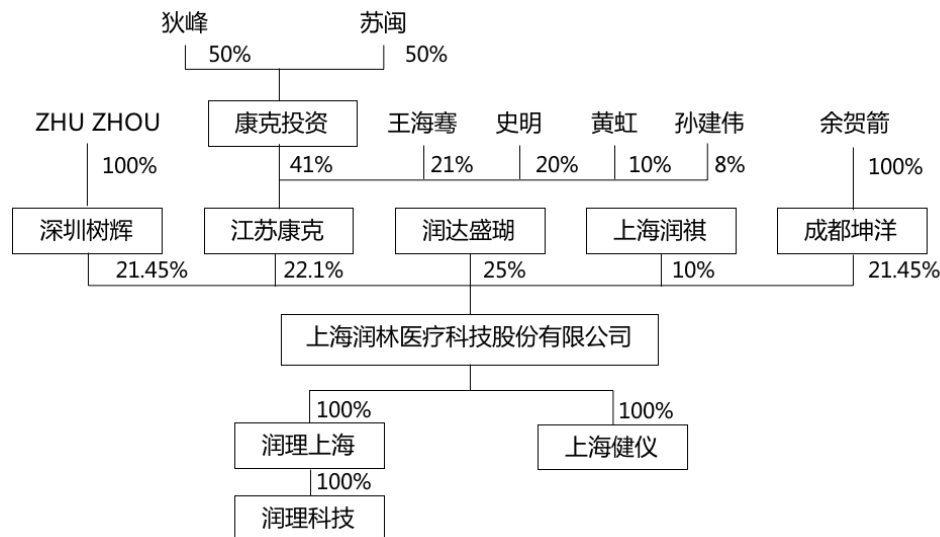 狄峰 苏闽
50% 50%
ZHU ZHOU 康克投资 王海骞 史明 黄虹 孙建伟 余贺箭
100% 41% 21% 20% 10% 8% 100%
深圳树辉 江苏康克 润达盛瑚 上海润祺 成都坤洋
21.45% 22.1% 25% 10% 21.45%
上海润林医疗科技股份有限公司
100% 100%
润理上海 上海健仪
100%
润理科技